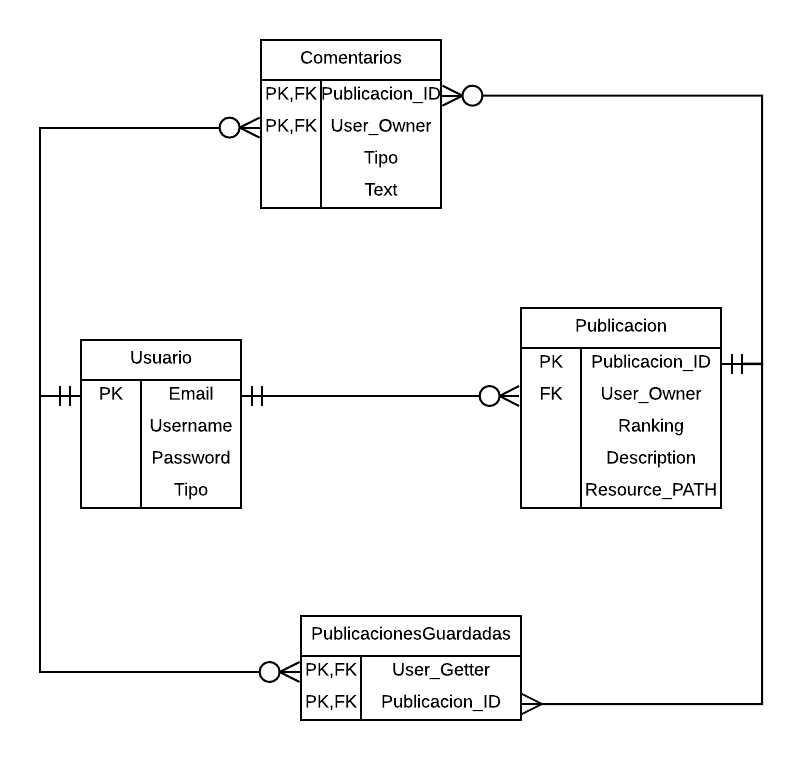 Comentarios
PK,FK Publicacion_ID
PK,FK User_Owner
Tipo
Text
Usuario
PK Email
Username
Password
Tipo
Publicacion
PK Publicacion_ID
FK User_Owner
Ranking
Description
Resource_PATH
PublicacionesGuardadas
PK,FK User_Getter
PK,FK Publicacion_ID